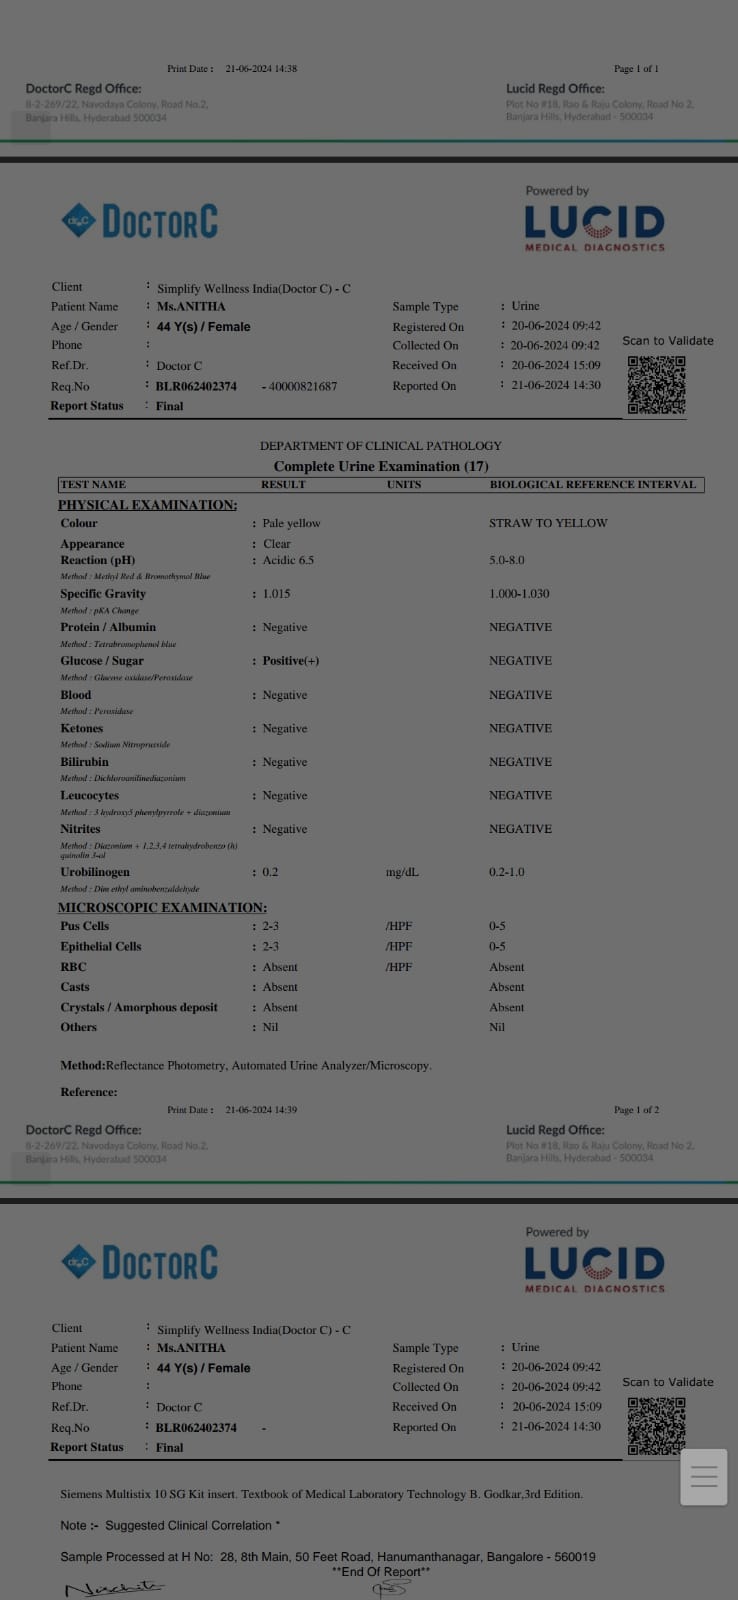 Print Date : 21-06-2024 14:38 Page 1 of 1
DoctorC Regd Office: Lucid Regd Office:
8-2-269/22, Navodaya Colony, Road No.2, Plot No #18, Rao & Raju Colony, Road No 2,
Banjara Hills, Hyderabad 500034 Banjara Hills, Hyderabad - 500034
Powered by
drC DOCTORC LUCID
MEDICAL DIAGNOSTICS
Client : Simplify Wellness India(Doctor C) - C
Patient Name : Ms.ANITHA Sample Type : Urine
Age / Gender : 44 Y(s) / Female Registered On : 20-06-2024 09:42
Phone : Collected On : 20-06-2024 09:42 Scan to Validate
Ref.Dr. : Doctor C Received On : 20-06-2024 15:09
Req.No : BLR062402374 - 40000821687 Reported On : 21-06-2024 14:30
Report Status : Final
DEPARTMENT OF CLINICAL PATHOLOGY
Complete Urine Examination (17)
TEST NAME RESULT UNITS BIOLOGICAL REFERENCE INTERVAL
PHYSICAL EXAMINATION:
Colour : Pale yellow STRAW TO YELLOW
Appearance : Clear
Reaction (pH) : Acidic 6.5 5.0-8.0
Method : Methyl Red & Bromothymol Blue
Specific Gravity : 1.015 1.000-1.030
Method : pKA Change
Protein / Albumin : Negative NEGATIVE
Method : Tetrabromophenol blue
Glucose / Sugar : Positive(+) NEGATIVE
Method : Glucose oxidase/Peroxidase
Blood : Negative NEGATIVE
Method : Peroxidase
Ketones : Negative NEGATIVE
Method : Sodium Nitroprusside
Bilirubin : Negative NEGATIVE
Method : Dichloroanilinediazonium
Leucocytes : Negative NEGATIVE
Method : 3 hydroxy5 phenylpyrrole + diazonium
Nitrites : Negative NEGATIVE
Method : Diazonium + 1,2,3,4 tetrahydrobenzo (h)
quinolin 3-ol
Urobilinogen : 0.2 mg/dL 0.2-1.0
Method : Dim ethyl aminobenzaldehyde
MICROSCOPIC EXAMINATION:
Pus Cells : 2-3 /HPF 0-5
Epithelial Cells : 2-3 /HPF 0-5
RBC : Absent /HPF Absent
Casts : Absent Absent
Crystals / Amorphous deposit : Absent Absent
Others : Nil Nil
Method:Reflectance Photometry, Automated Urine Analyzer/Microscopy.
Reference:
Print Date : 21-06-2024 14:39 Page 1 of 2
DoctorC Regd Office: Lucid Regd Office:
8-2-269/22, Navodaya Colony, Road No.2, Plot No #18, Rao & Raju Colony, Road No 2,
Banjara Hills, Hyderabad 500034 Banjara Hills, Hyderabad - 500034
Powered by
drC DOCTORC LUCID
MEDICAL DIAGNOSTICS
Client : Simplify Wellness India(Doctor C) - C
Patient Name : Ms.ANITHA Sample Type : Urine
Age / Gender : 44 Y(s) / Female Registered On : 20-06-2024 09:42
Phone : Collected On : 20-06-2024 09:42 Scan to Validate
Ref.Dr. : Doctor C Received On : 20-06-2024 15:09
Req.No : BLR062402374 - Reported On : 21-06-2024 14:30
Report Status : Final
Siemens Multistix 10 SG Kit insert. Textbook of Medical Laboratory Technology B. Godkar,3rd Edition.
Note :- Suggested Clinical Correlation *
Sample Processed at H No: 28, 8th Main, 50 Feet Road, Hanumanthanagar, Bangalore - 560019
**End Of Report**